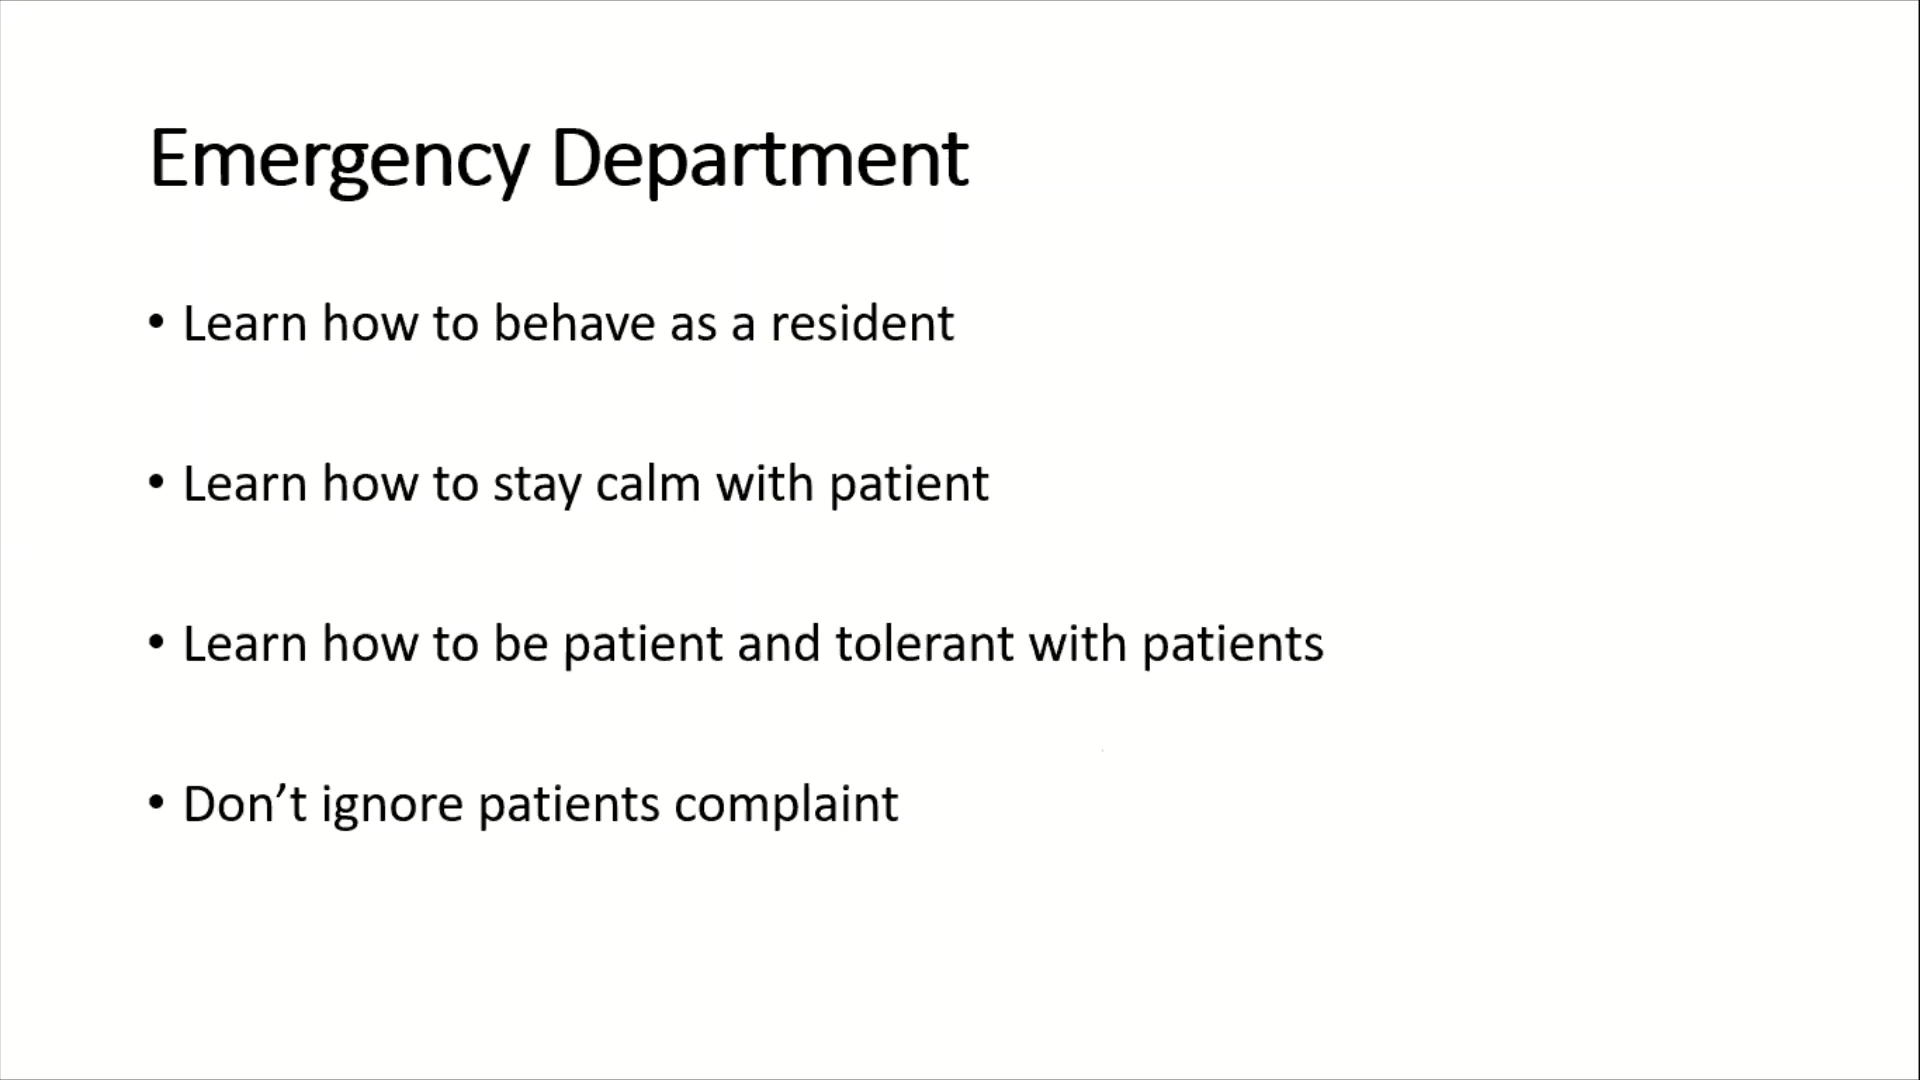 Emergency Department
• Learn how to behave as a resident
• Learn how to stay calm with patient
• Learn how to be patient and tolerant with patients
• Don’t ignore patients complaint